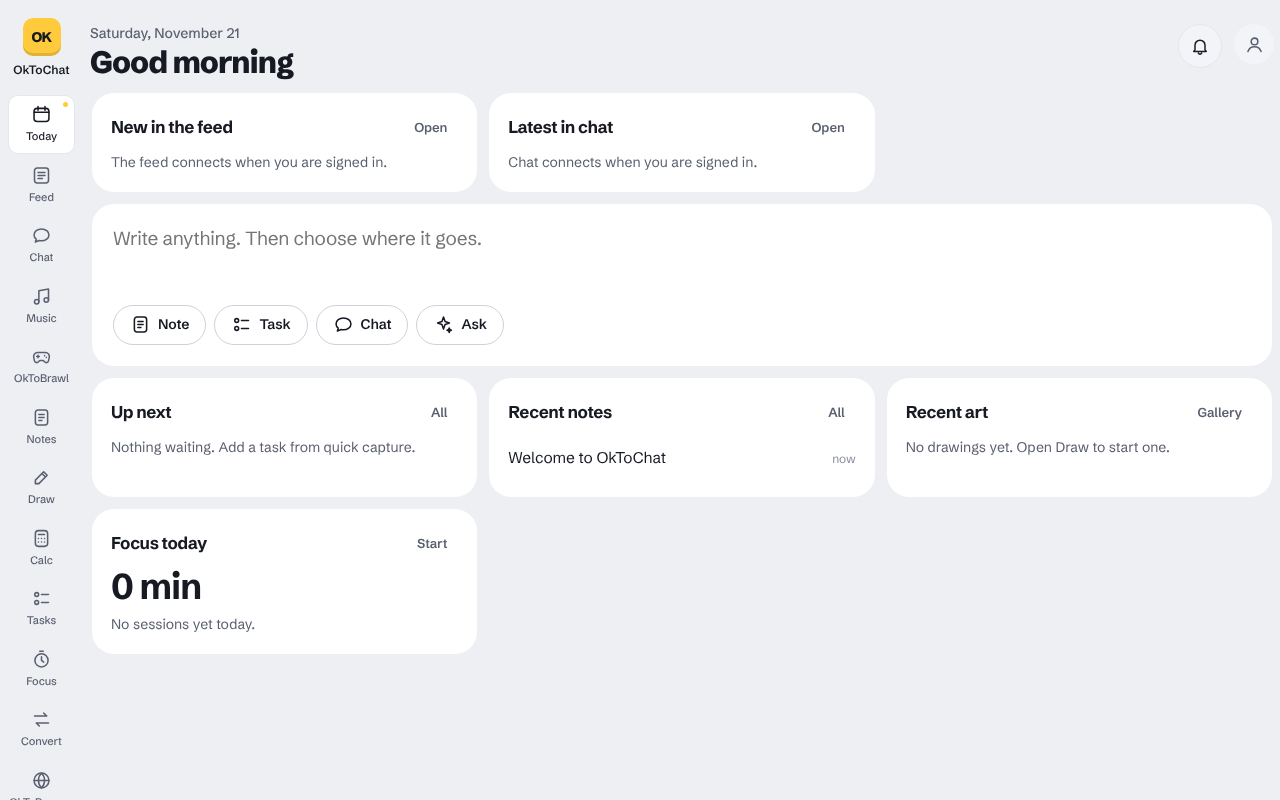 OK
OkToChat
Today
Feed
Chat
Music
OkToBrawl
Notes
Draw
Calc
Tasks
Focus
Convert
Saturday, November 21
Good morning
New in the feed
Open
The feed connects when you are signed in.
Latest in chat
Open
Chat connects when you are signed in.
Write anything. Then choose where it goes.
Note
Task
Chat
Ask
Up next
All
Nothing waiting. Add a task from quick capture.
Recent notes
All
Welcome to OkToChat
now
Recent art
Gallery
No drawings yet. Open Draw to start one.
Focus today
Start
0 min
No sessions yet today.